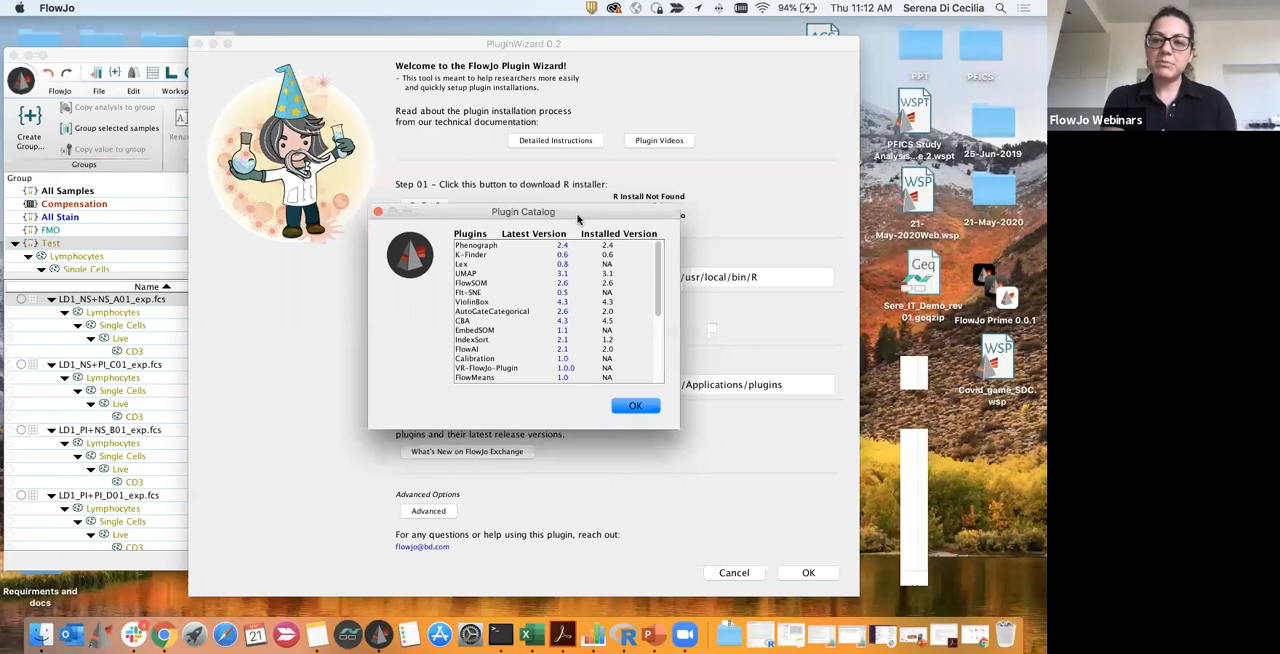 FlowJo
94%
Thu 11:12 AM
Serena Di Cecilia
FlowJo
File
Edit
Worksp
Create
Group...
Copy analysis to group
Group selected samples
Copy value to group
Groups
Group
All Samples
Compensation
All Stain
FMO
Test
Lymphocytes
Single Cells
Name
LD1_NS+NS_A01_exp.fcs
Lymphocytes
Single Cells
Live
CD3
LD1_NS+PI_C01_exp.fcs
Lymphocytes
Single Cells
Live
CD3
LD1_PI+NS_B01_exp.fcs
Lymphocytes
Single Cells
Live
CD3
LD1_PI+PI_D01_exp.fcs
Lymphocytes
Single Cells
Live
CD3
Requirments and
docs
PluginWizard 0.2
Welcome to the FlowJo Plugin Wizard!
- This tool is meant to help researchers more easily
and quickly setup plugin installations.
Read about the plugin installation process
from our technical documentation:
Detailed Instructions
Plugin Videos
Step 01 - Click this button to download R installer:
R Install Not Found
/usr/local/bin/R
/Applications/plugins
Plugin Catalog
Plugins Latest Version Installed Version
Phenograph 2.4 2.4
K-Finder 0.6 0.6
Lex 0.8 NA
UMAP 3.1 3.1
FlowSOM 2.6 2.6
FIt-SNE 0.5 NA
ViolinBox 4.3 4.3
AutoGateCategorical 2.6 2.0
CBA 4.3 4.5
EmbedSOM 1.1 NA
IndexSort 2.1 1.2
FlowAI 2.1 2.0
Calibration 1.0 NA
VR-FlowJo-Plugin 1.0.0 NA
FlowMeans 1.0 NA
OK
plugins and their latest release versions.
What's New on FlowJo Exchange
Advanced Options
Advanced
For any questions or help using this plugin, reach out:
flowjo@bd.com
Cancel
OK
PPT
PFICS
WSPT
PFICS Study
Analysis...e.2.wspt
25-Jun-2019
WSP
21-
May-2020Web.wsp
21-May-2020
Geq
Sere_IT_Demo_rev
01.geqzip
FlowJo Prime 0.0.1
WSP
Covid_game_SDC.
wsp
FlowJo Webinars